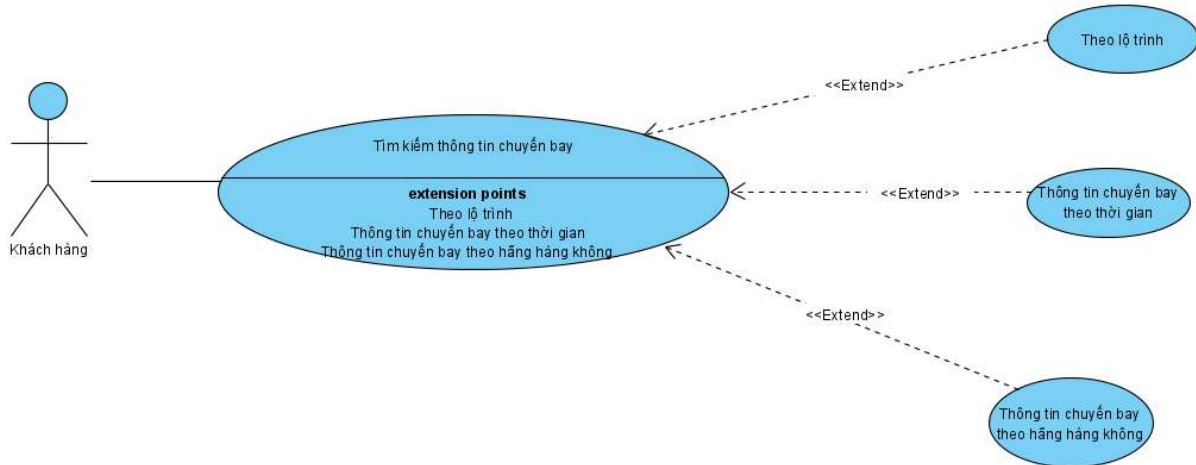 Theo lộ trình
<<Extend>>
Tìm kiếm thông tin chuyến bay
extension points
Theo lộ trình
Thông tin chuyến bay theo thời gian
Thông tin chuyến bay theo hãng hàng không
<<Extend>>
Thông tin chuyến bay
theo thời gian
Khách hàng
<<Extend>>
Thông tin chuyến bay
theo hãng hàng không